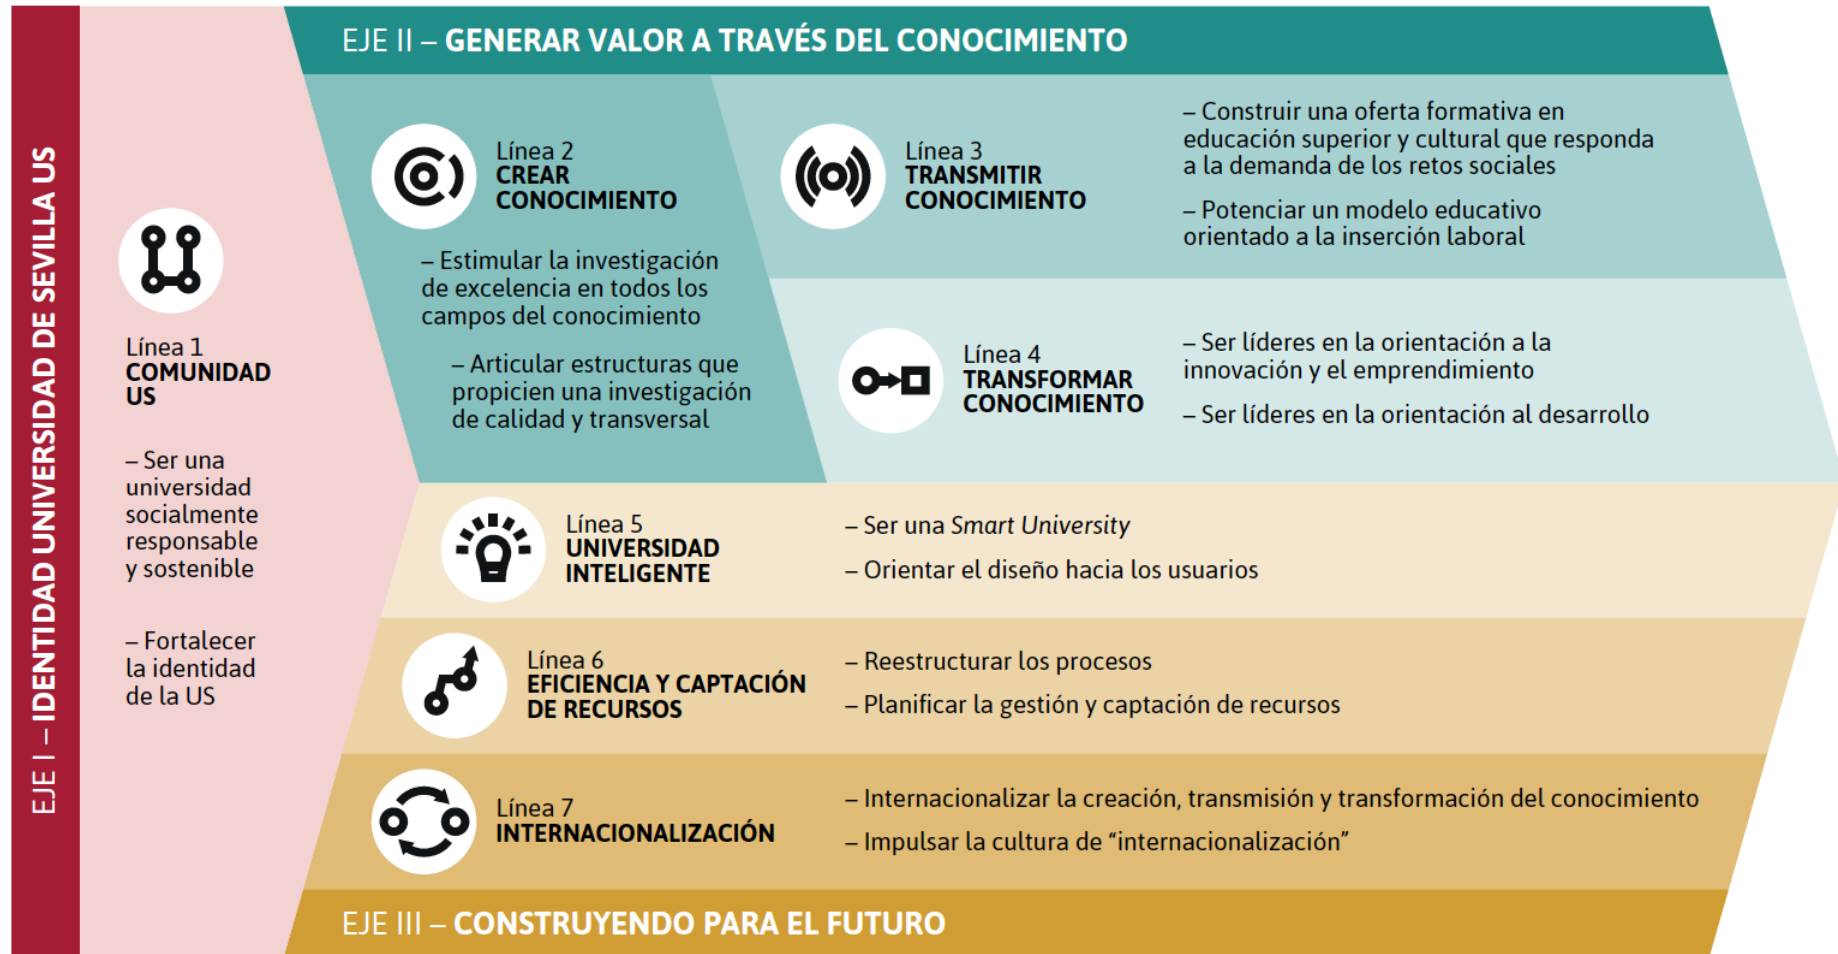 EJE I – IDENTIDAD UNIVERSIDAD DE SEVILLA US
Línea 1
COMUNIDAD
US
– Ser una
universidad
socialmente
responsable
y sostenible
– Fortalecer
la identidad
de la US
EJE II – GENERAR VALOR A TRAVÉS DEL CONOCIMIENTO
Línea 2
CREAR
CONOCIMIENTO
– Estimular la investigación
de excelencia en todos los
campos del conocimiento
– Articular estructuras que
propicien una investigación
de calidad y transversal
Línea 3
TRANSMITIR
CONOCIMIENTO
– Construir una oferta formativa en
educación superior y cultural que responda
a la demanda de los retos sociales
– Potenciar un modelo educativo
orientado a la inserción laboral
Línea 4
TRANSFORMAR
CONOCIMIENTO
– Ser líderes en la orientación a la
innovación y el emprendimiento
– Ser líderes en la orientación al desarrollo
Línea 5
UNIVERSIDAD
INTELIGENTE
– Ser una Smart University
– Orientar el diseño hacia los usuarios
Línea 6
EFICIENCIA Y CAPTACIÓN
DE RECURSOS
– Reestructurar los procesos
– Planificar la gestión y captación de recursos
Línea 7
INTERNACIONALIZACIÓN
– Internacionalizar la creación, transmisión y transformación del conocimiento
– Impulsar la cultura de “internacionalización”
EJE III – CONSTRUYENDO PARA EL FUTURO